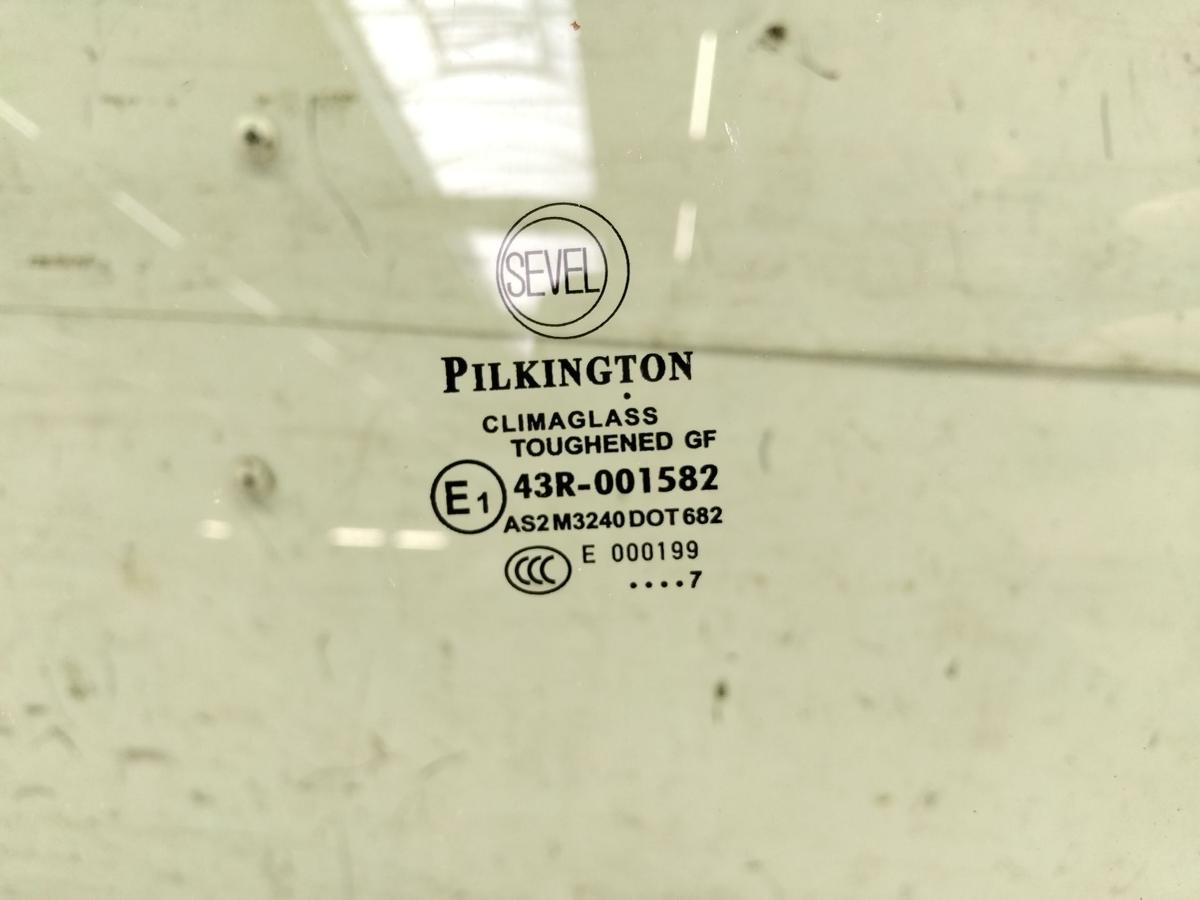 SEVEL
PILKINGTON
CLIMAGLASS
TOUGHENED GF
E1 43R-001582
AS2 M3240 DOT 682
CCC E 000199
....7